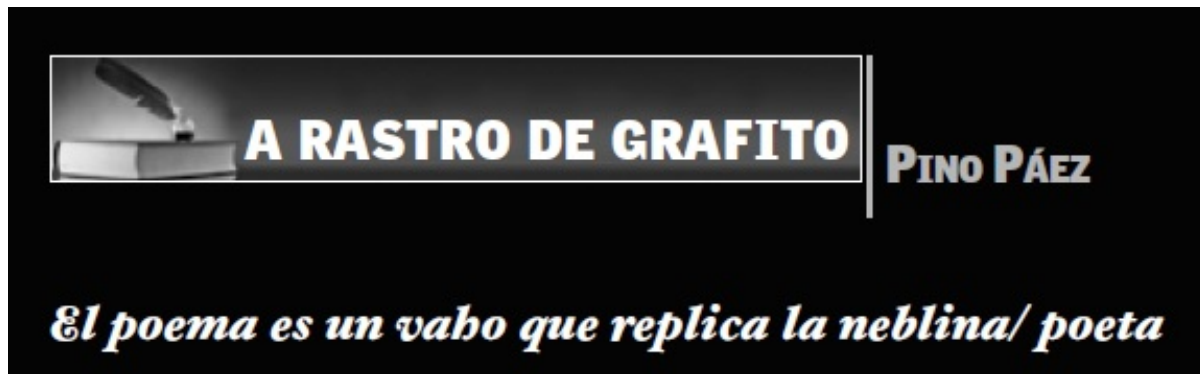 A RASTRO DE GRAFITO
PINO PÁEZ
El poema es un vaho que replica la neblina/ poeta